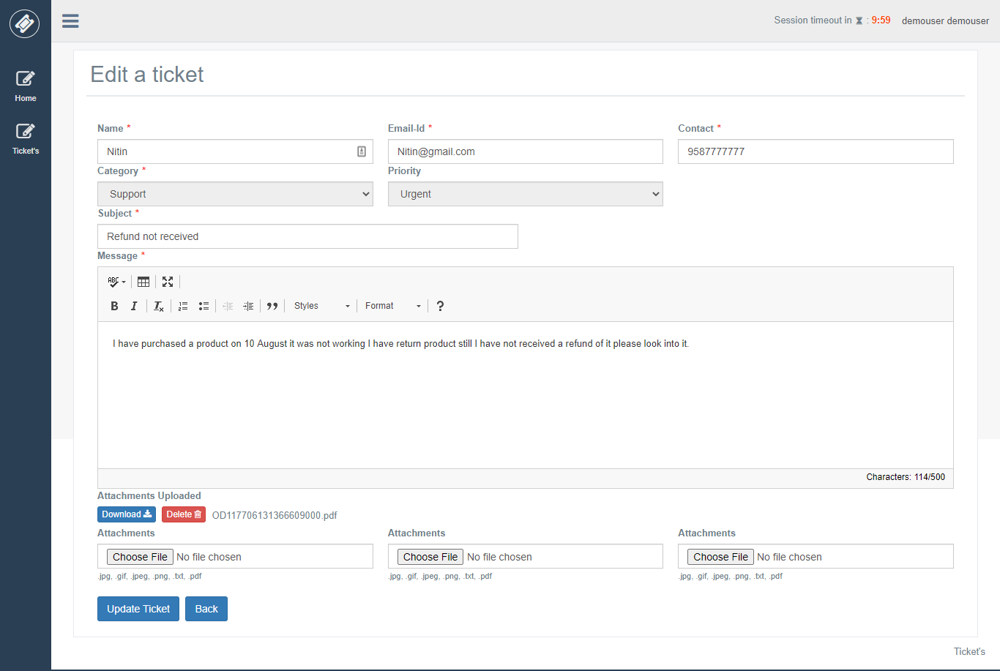 Session timeout in : 9:59 demouser demouser
Home
Ticket's
Edit a ticket
Name * Email-Id * Contact *
Nitin Nitin@gmail.com 9587777777
Category * Priority
Support Urgent
Subject *
Refund not received
Message *
ABC
B I Tx Styles Format ?
I have purchased a product on 10 August it was not working I have return product still I have not received a refund of it please look into it.
Characters: 114/500
Attachments Uploaded
Download Delete OD117706131366609000.pdf
Attachments Attachments Attachments
Choose File No file chosen Choose File No file chosen Choose File No file chosen
.jpg, .gif, .jpeg, .png, .txt, .pdf .jpg, .gif, .jpeg, .png, .txt, .pdf .jpg, .gif, .jpeg, .png, .txt, .pdf
Update Ticket Back
Ticket's